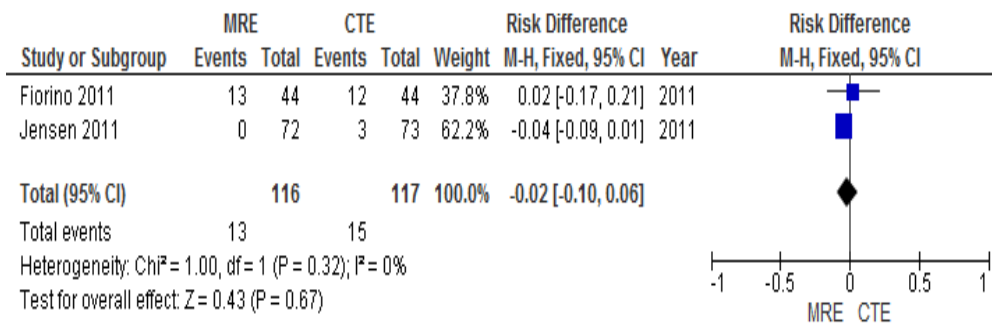 MRE CTE Risk Difference Risk Difference
Study or Subgroup Events Total Events Total Weight M-H, Fixed, 95% CI Year M-H, Fixed, 95% CI
Fiorino 2011 13 44 12 44 37.8% 0.02 [-0.17, 0.21] 2011
Jensen 2011 0 72 3 73 62.2% -0.04 [-0.09, 0.01] 2011
Total (95% CI) 116 117 100.0% -0.02 [-0.10, 0.06]
Total events 13 15
Heterogeneity: Chi² = 1.00, df = 1 (P = 0.32); I² = 0%
Test for overall effect: Z = 0.43 (P = 0.67)
-1 -0.5 0 0.5 1
MRE CTE